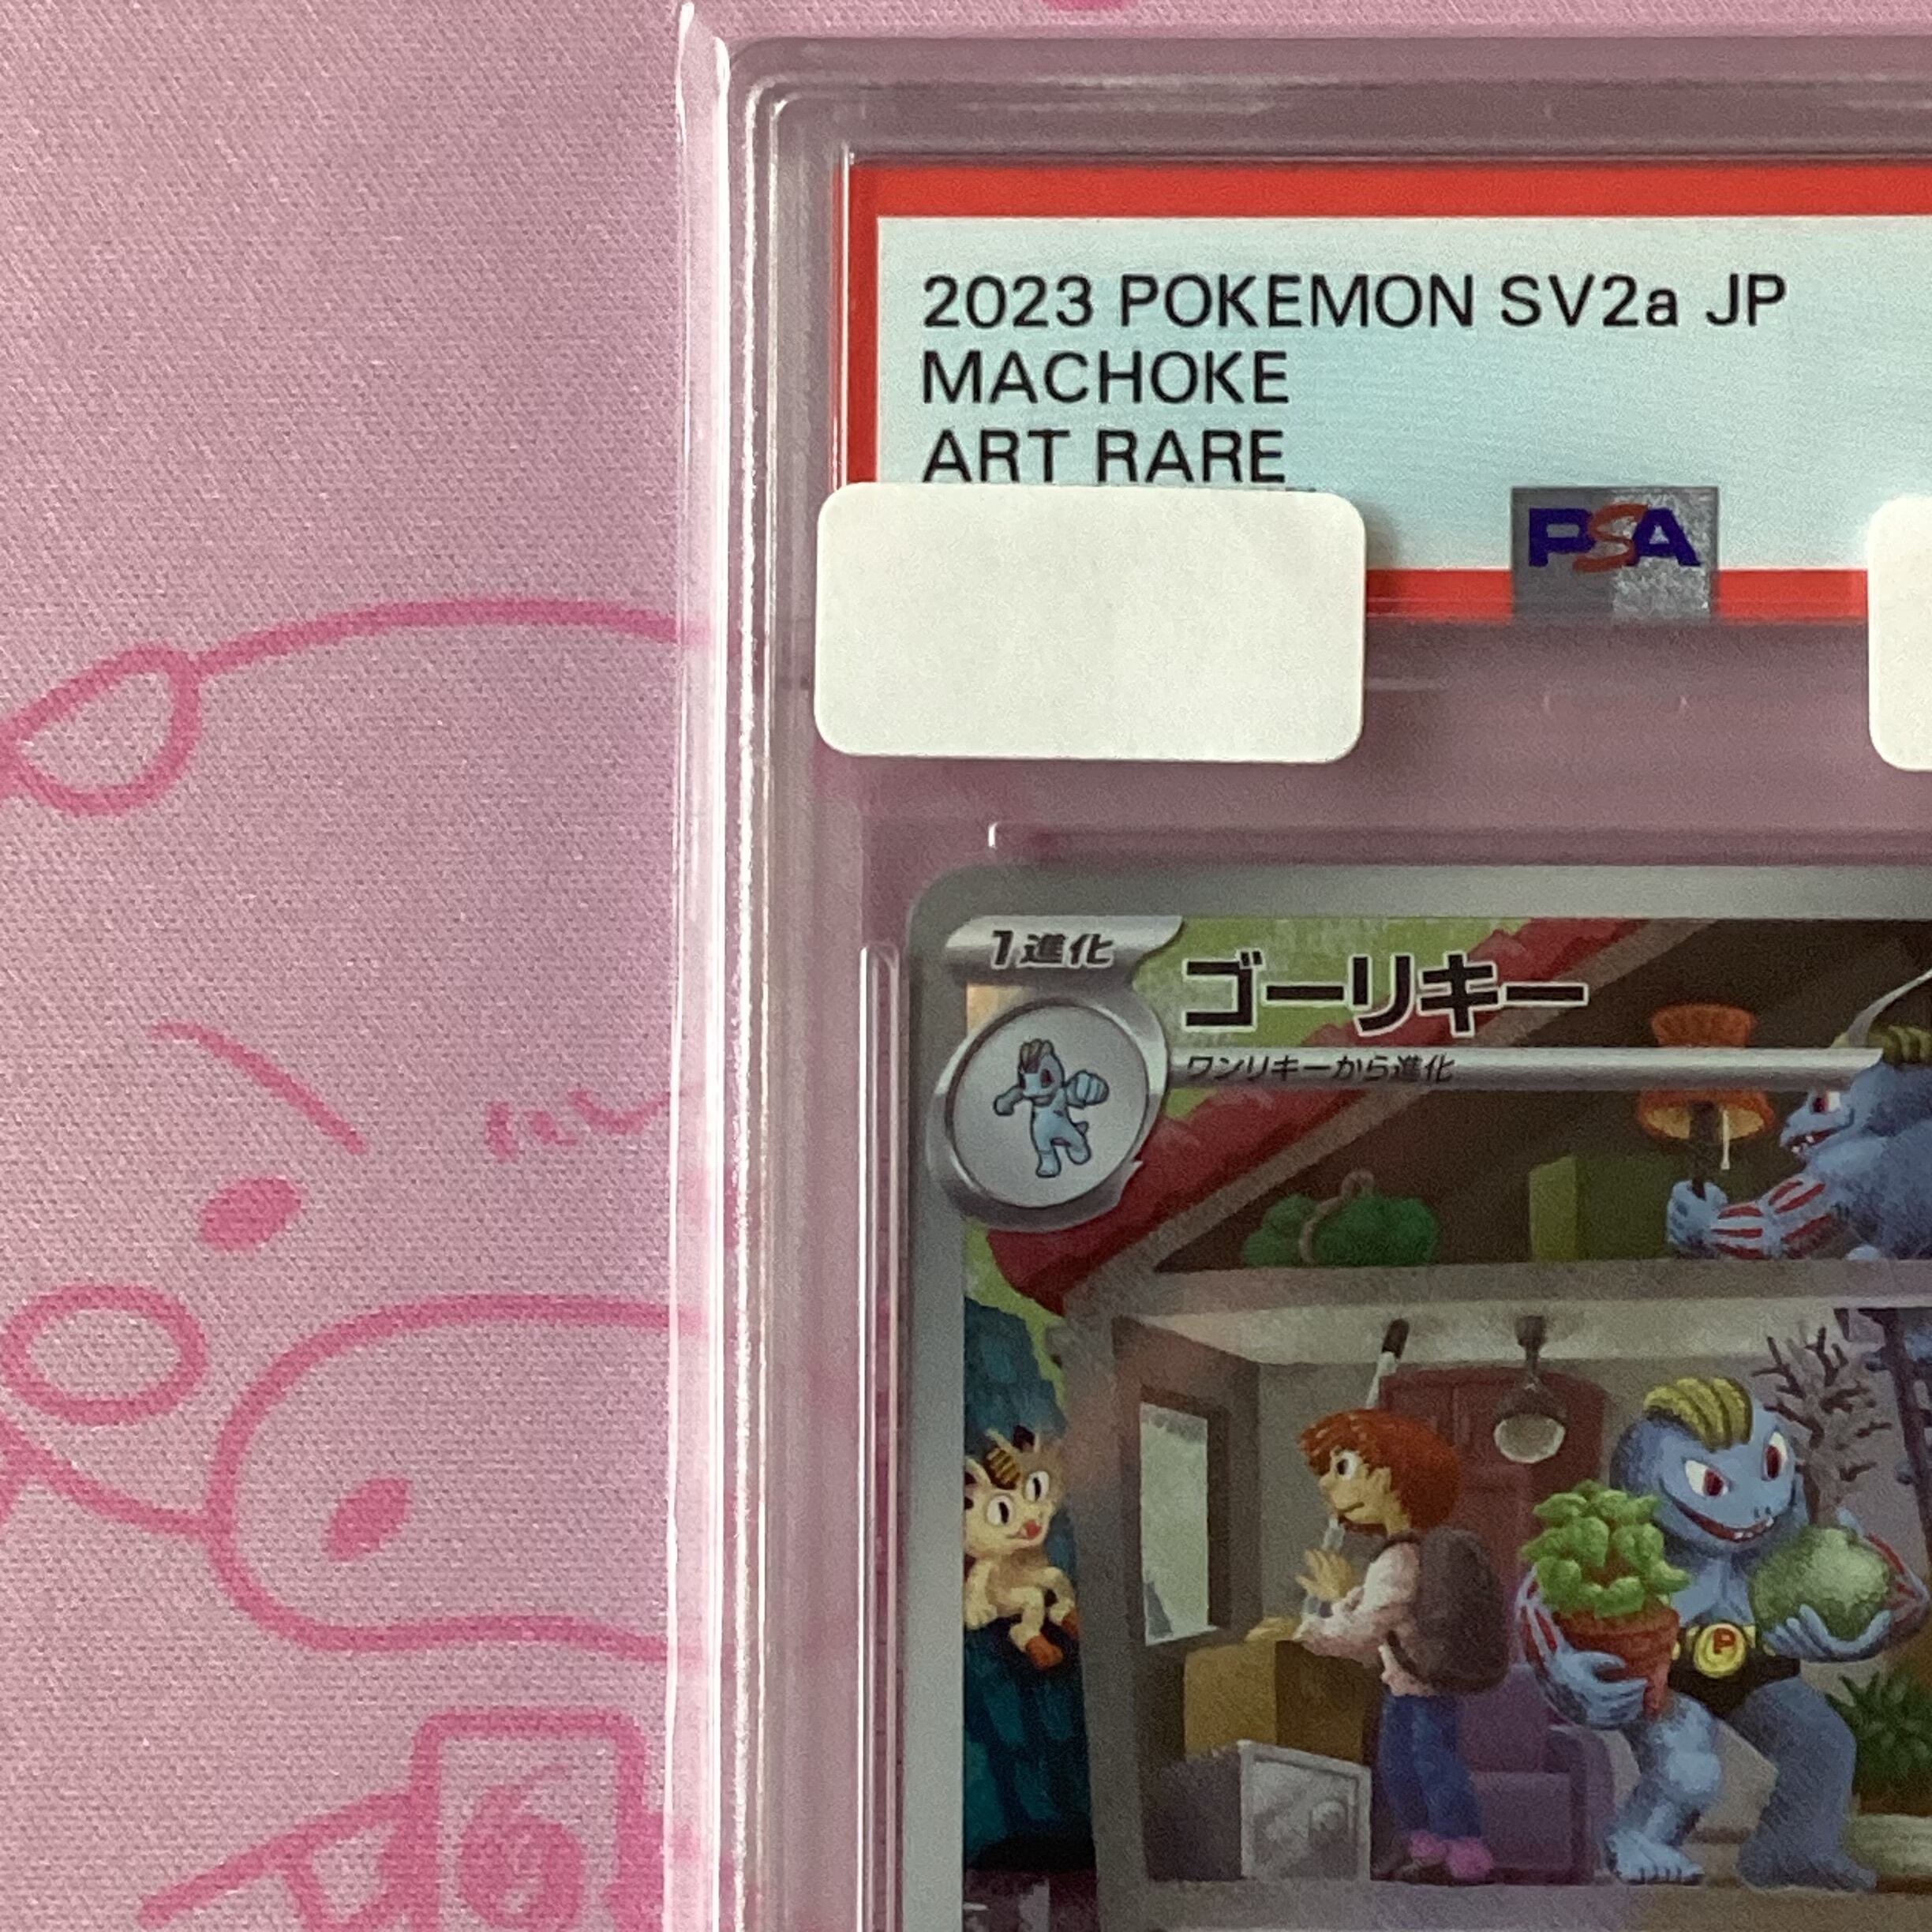 2023 POKEMON SV2a JP
MACHOKE
ART RARE
PSA
1進化
ゴーリキー
ワンリキーから進化
P